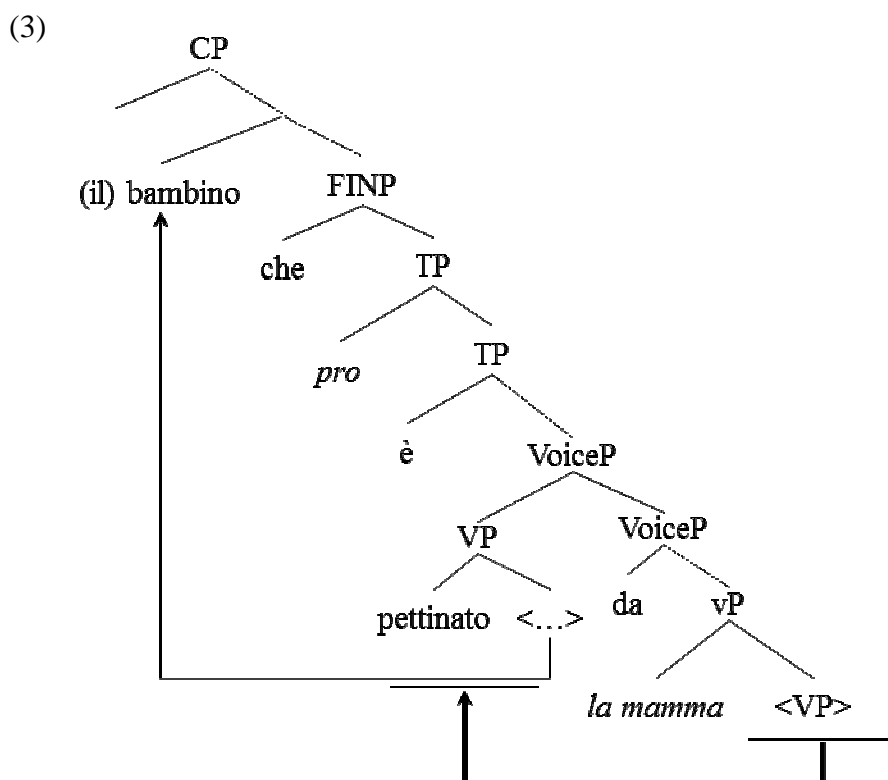 (3)
CP
(il) bambino FINP
che TP
pro TP
è VoiceP
VP VoiceP
pettinato <...> da vP
la mamma <VP>